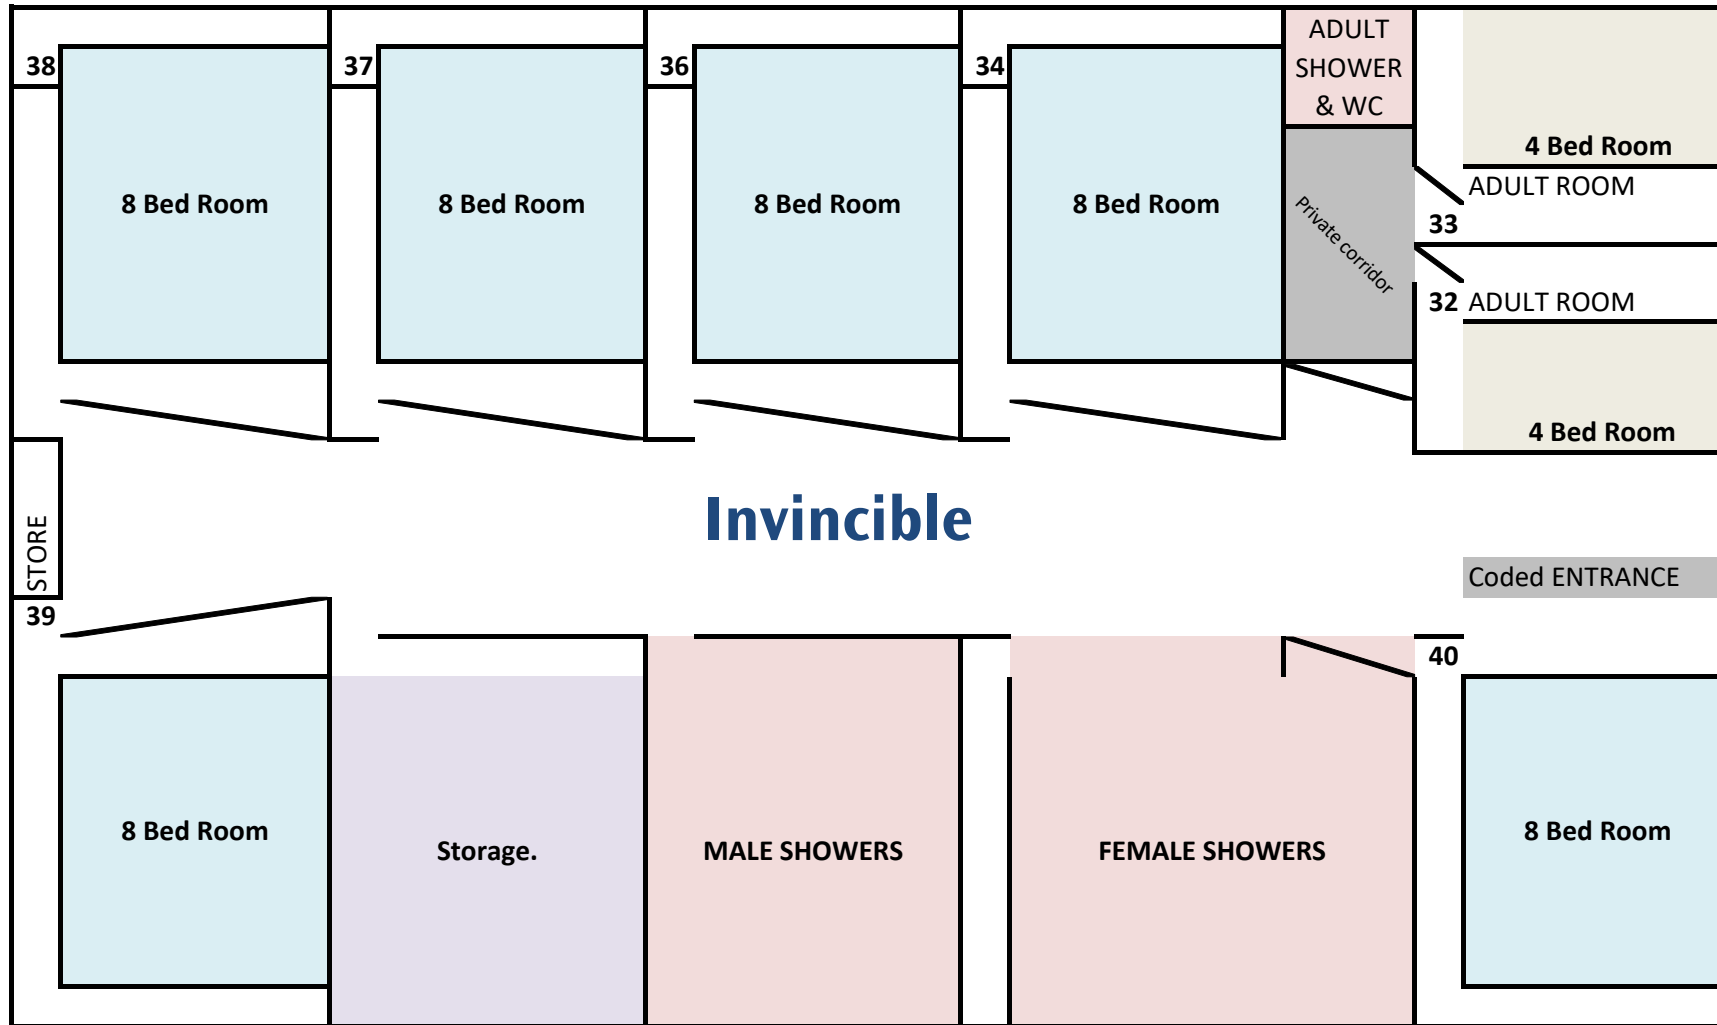 ADULT
SHOWER
& WC
38
37
36
34
4 Bed Room
ADULT ROOM
8 Bed Room
8 Bed Room
8 Bed Room
8 Bed Room
Private corridor
33
32 ADULT ROOM
4 Bed Room
Invincible
STORE
Coded ENTRANCE
39
40
8 Bed Room
Storage.
MALE SHOWERS
FEMALE SHOWERS
8 Bed Room